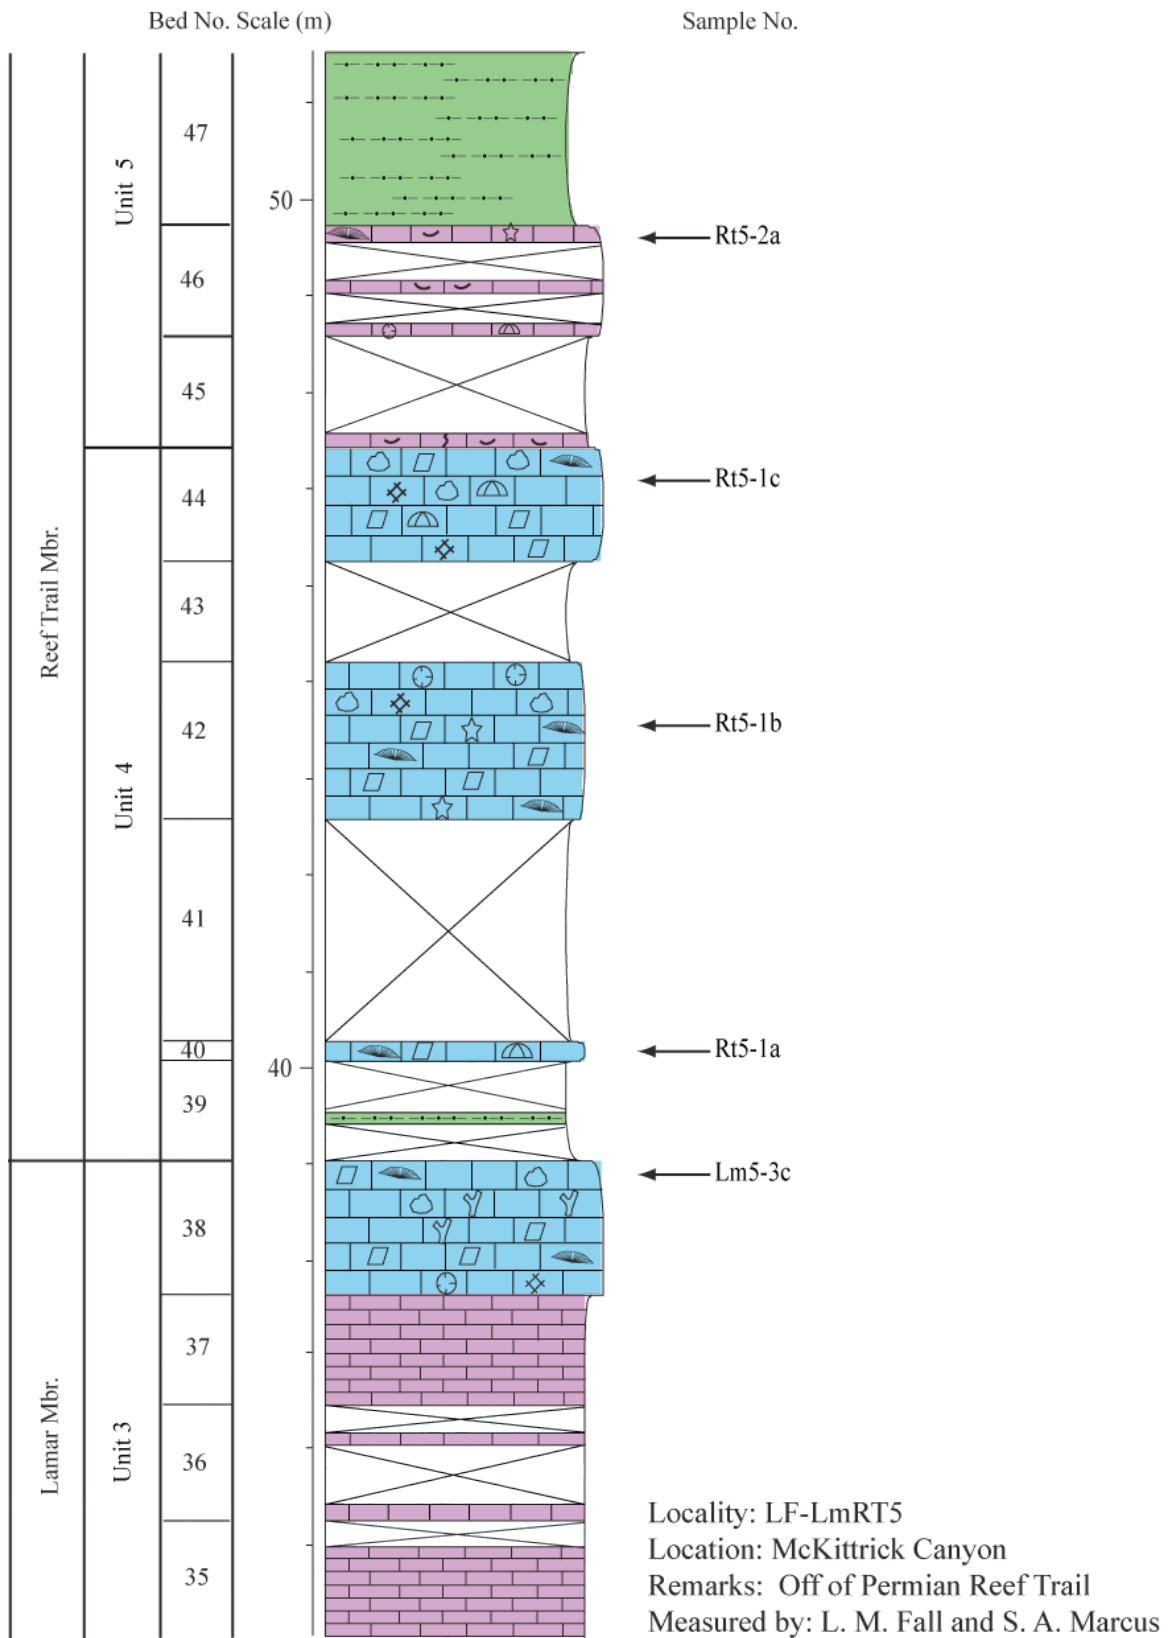 Bed No. Scale (m)
Sample No.
47
Unit 5
50
Rt5-2a
46
45
Rt5-1c
44
Reef Trail Mbr.
43
42
Rt5-1b
Unit 4
41
40
40
Rt5-1a
39
Lm5-3c
38
37
Lamar Mbr.
Unit 3
36
35
Locality: LF-LmRT5
Location: McKittrick Canyon
Remarks: Off of Permian Reef Trail
Measured by: L. M. Fall and S. A. Marcus